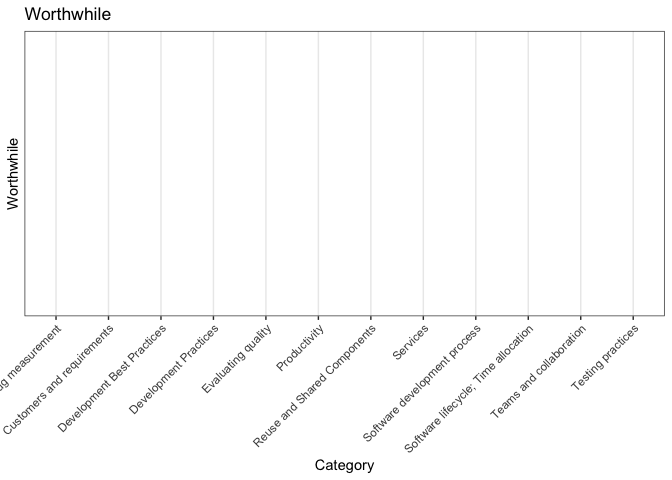 Worthwhile
Worthwhile
measurement
Customers and requirements
Development Best Practices
Development Practices
Evaluating quality
Productivity
Reuse and Shared Components
Services
Software development process
Software lifecycle; Time allocation
Teams and collaboration
Testing practices
Category